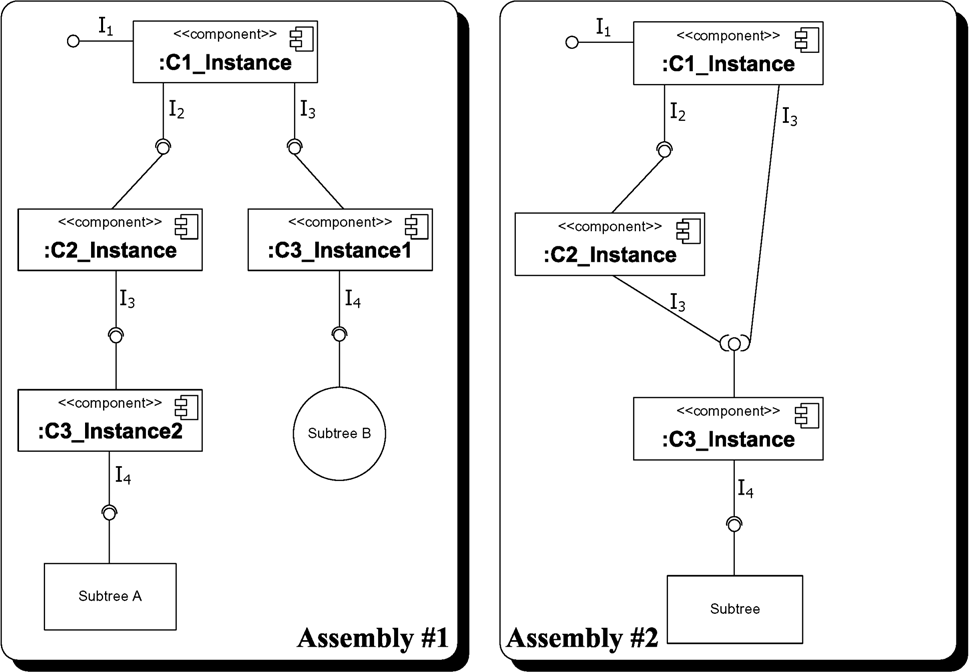 I1
<<component>>
:C1_Instance
I2
I3
<<component>>
:C2_Instance
<<component>>
:C3_Instance1
I3
I4
<<component>>
:C3_Instance2
Subtree B
I4
Subtree A
Assembly #1
I1
<<component>>
:C1_Instance
I2
I3
<<component>>
:C2_Instance
I3
<<component>>
:C3_Instance
I4
Subtree
Assembly #2